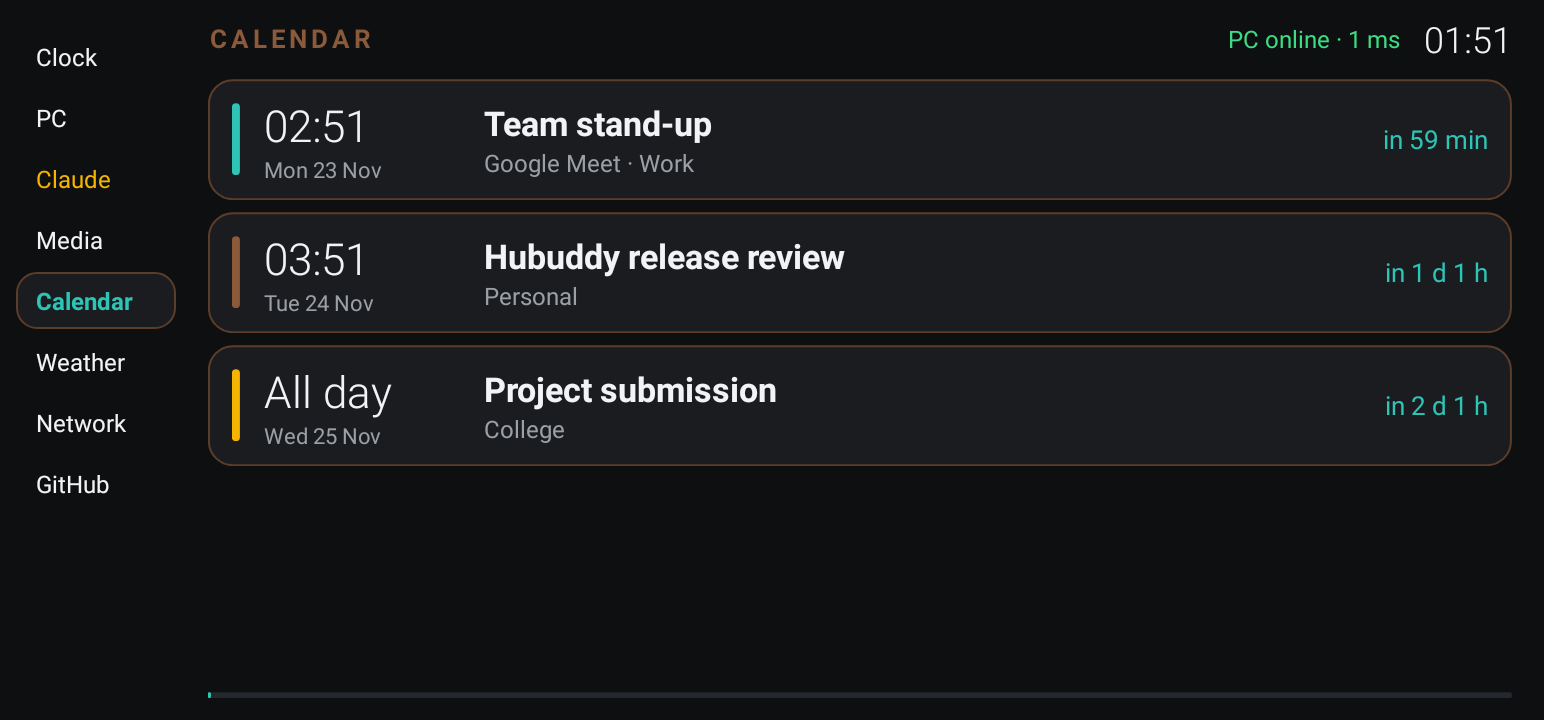 Clock
PC
Claude
Media
Calendar
Weather
Network
GitHub
CALENDAR
PC online · 1 ms 01:51
02:51
Mon 23 Nov
Team stand-up
Google Meet · Work
in 59 min
03:51
Tue 24 Nov
Hubuddy release review
Personal
in 1 d 1 h
All day
Wed 25 Nov
Project submission
College
in 2 d 1 h